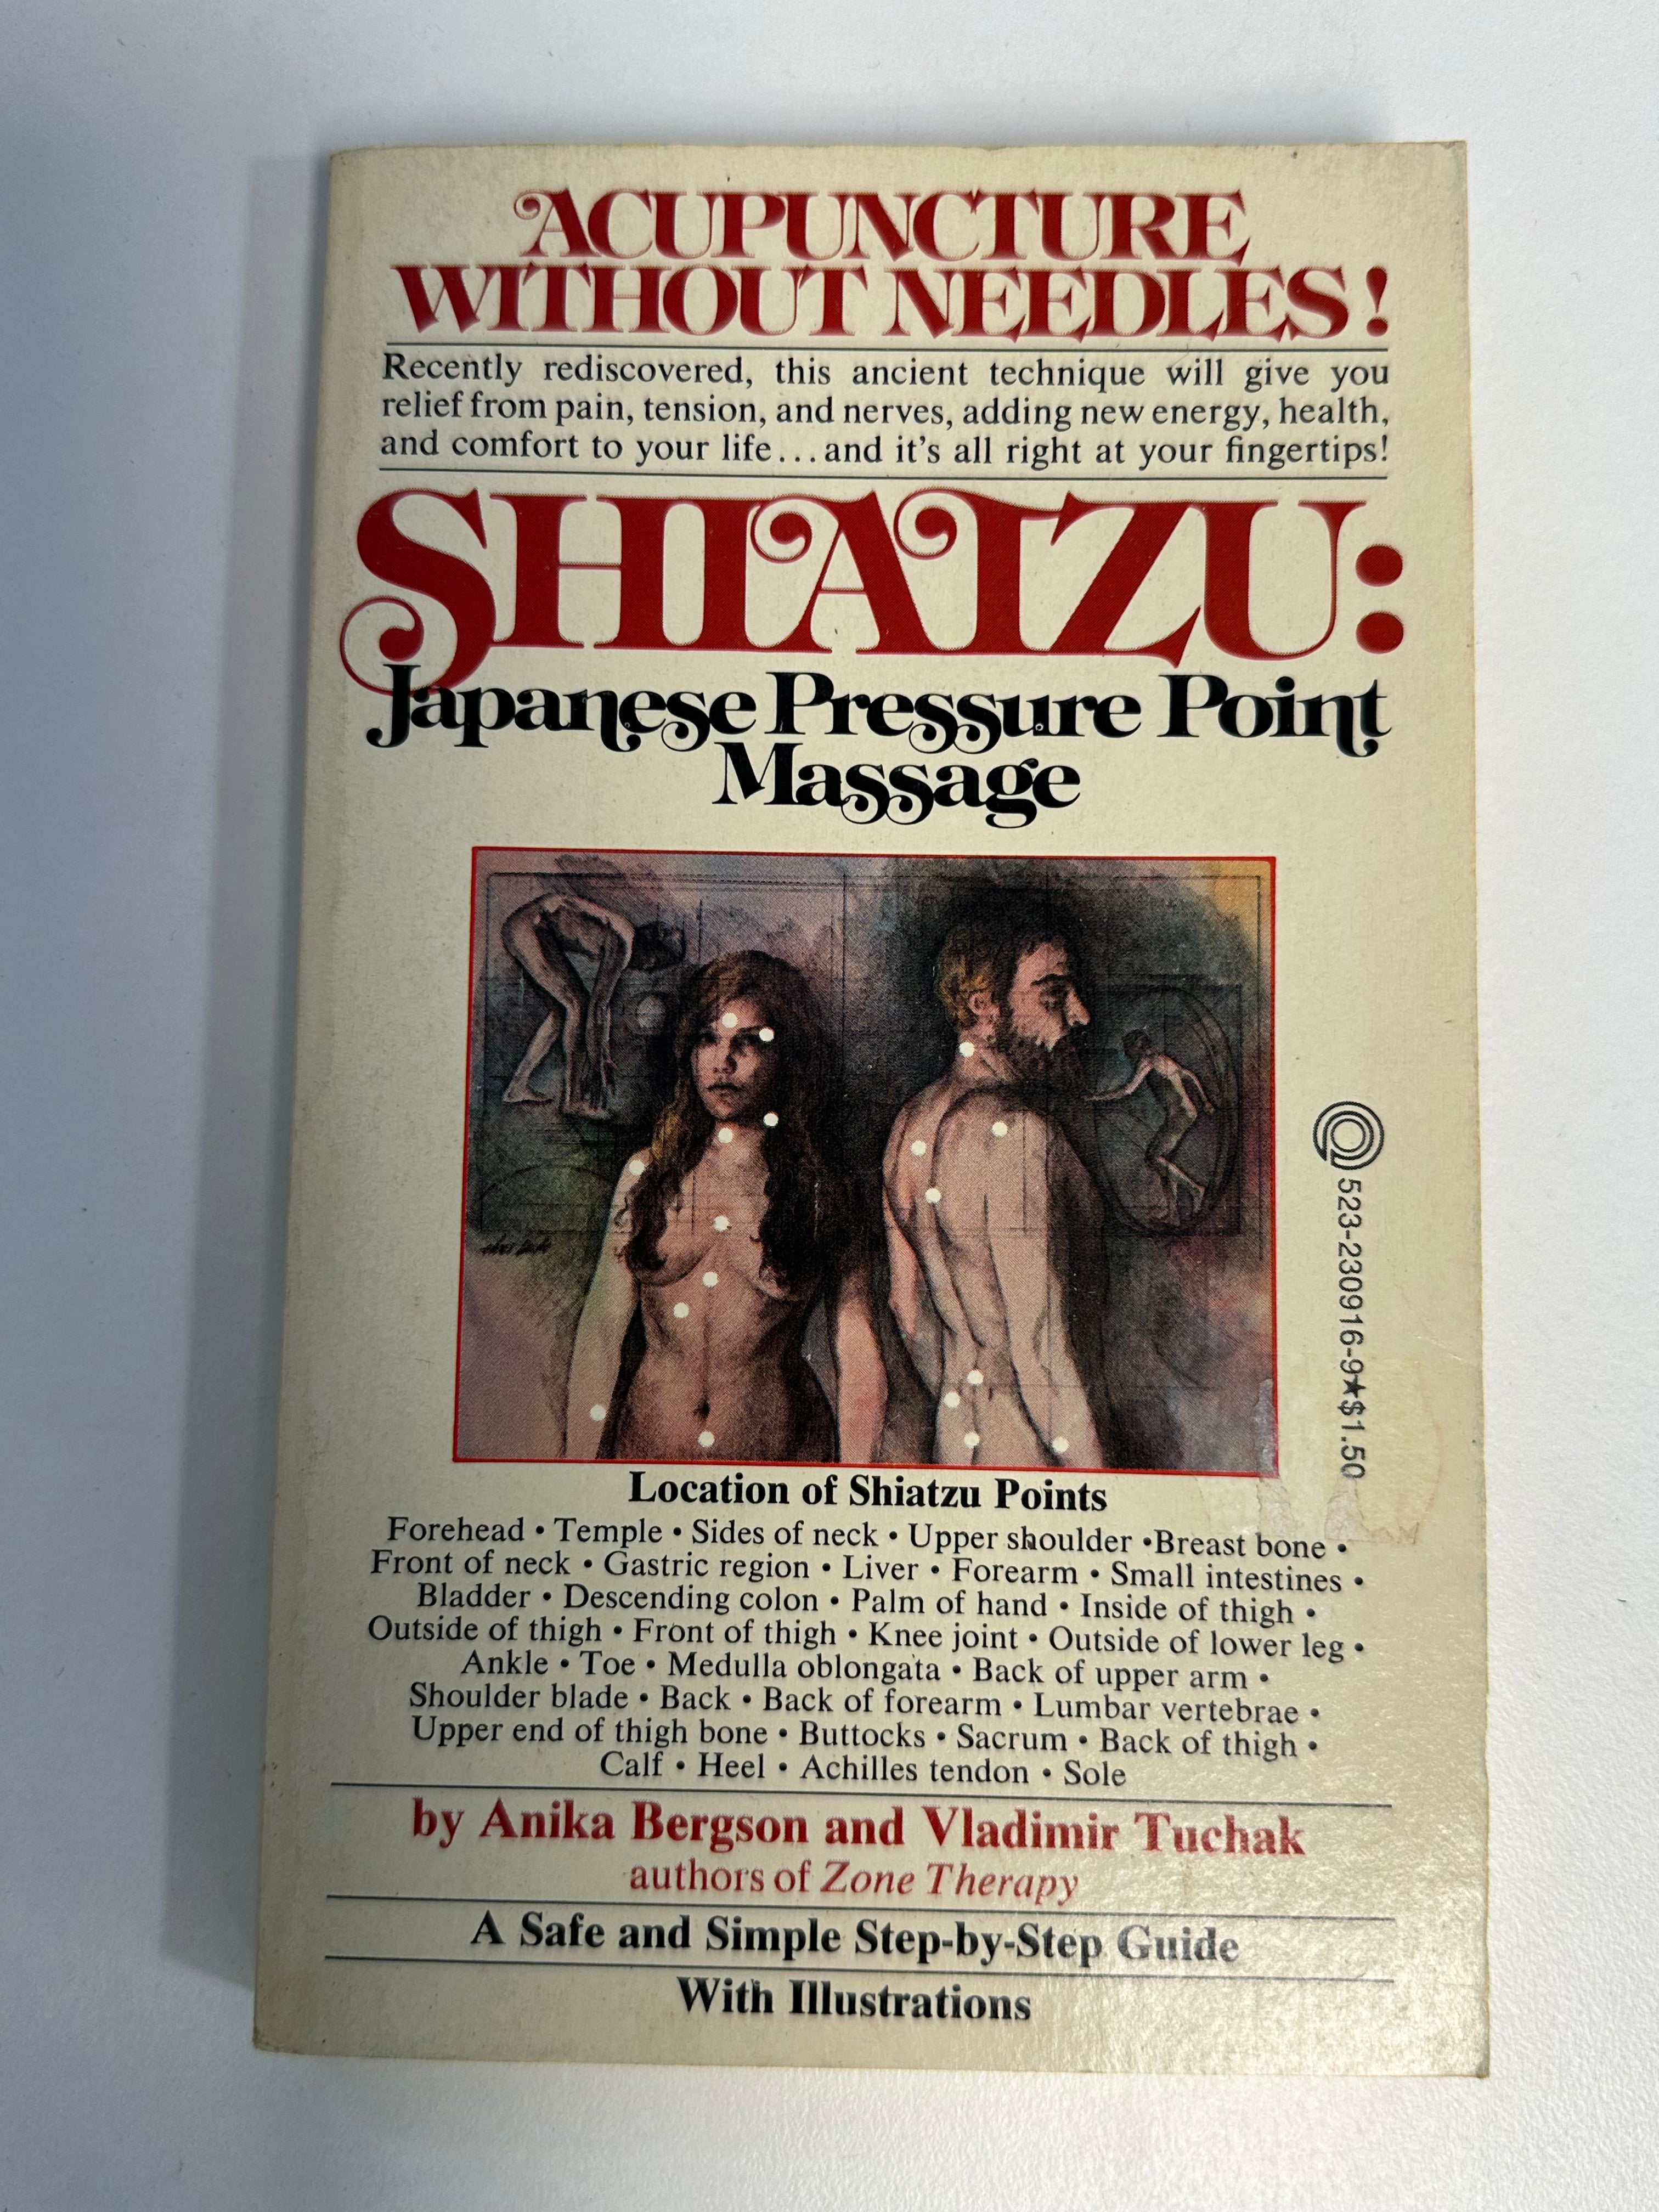 ACUPUNCTURE
WITHOUT NEEDLES!
Recently rediscovered, this ancient technique will give you
relief from pain, tension, and nerves, adding new energy, health,
and comfort to your life...and it's all right at your fingertips!
SHIATZU:
Japanese Pressure Point
Massage
523-230916-9★$1.50
Location of Shiatzu Points
Forehead • Temple • Sides of neck • Upper shoulder •Breast bone •
Front of neck • Gastric region • Liver • Forearm • Small intestines •
Bladder • Descending colon • Palm of hand • Inside of thigh •
Outside of thigh • Front of thigh • Knee joint • Outside of lower leg •
Ankle • Toe • Medulla oblongata • Back of upper arm •
Shoulder blade • Back • Back of forearm • Lumbar vertebrae •
Upper end of thigh bone • Buttocks • Sacrum • Back of thigh •
Calf • Heel • Achilles tendon • Sole
by Anika Bergson and Vladimir Tuchak
authors of Zone Therapy
A Safe and Simple Step-by-Step Guide
With Illustrations